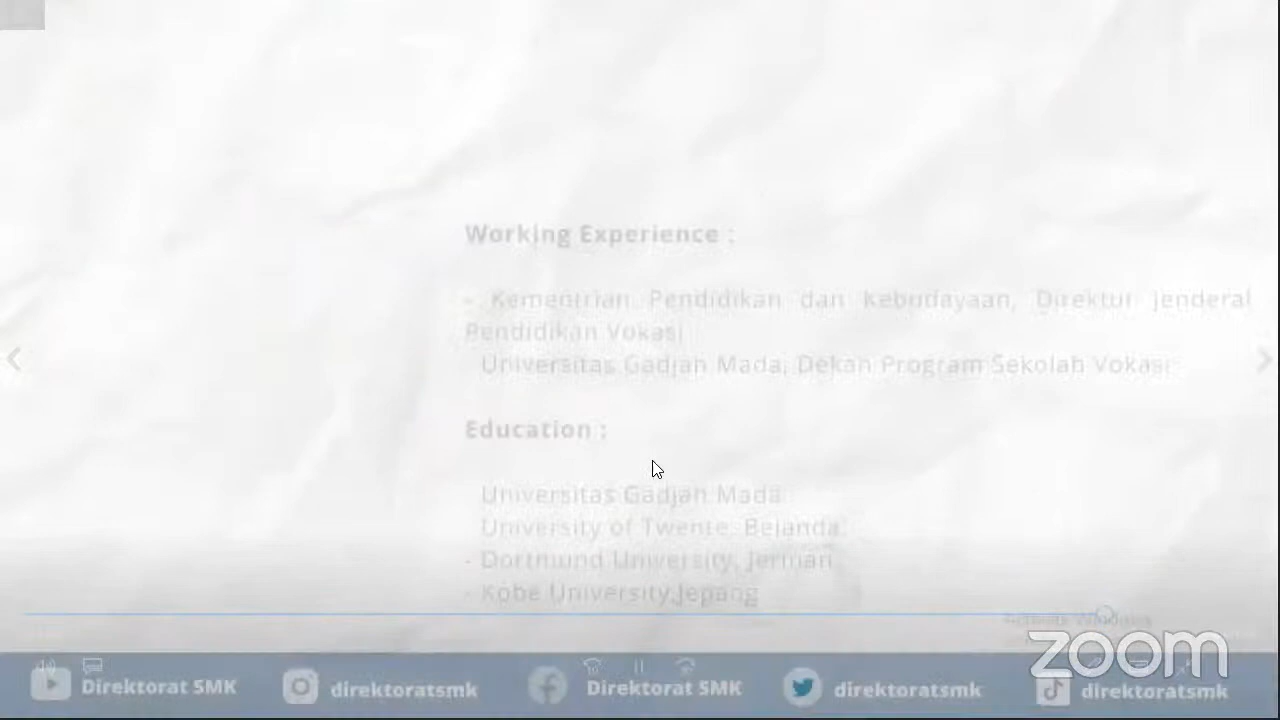 Working Experience :
- Kementrian Pendidikan dan kebudayaan, Direktur Jenderal
Pendidikan Vokasi
Universitas Gadjah Mada, Dekan Program Sekolah Vokasi
Education :
Universitas Gadjah Mada
University of Twente, Belanda
- Dortmund University, Jerman
- Kobe University,Jepang
Activate Windows
zoom
Direktorat SMK
direktoratsmk
Direktorat SMK
direktoratsmk
direktoratsmk